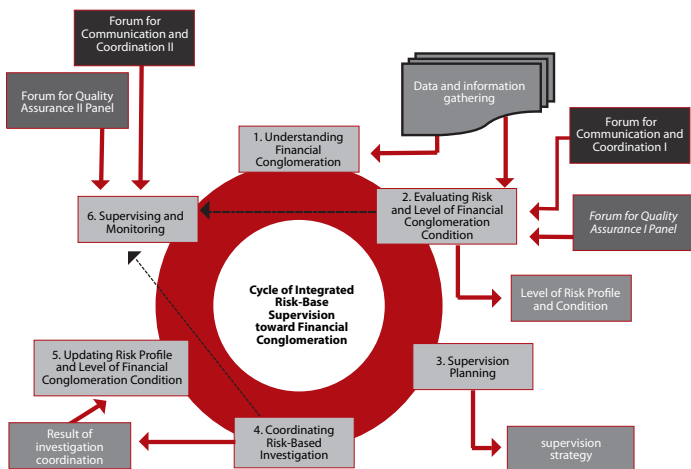 Forum for
Communication and
Coordination II
Forum for Quality
Assurance II Panel
Data and information
gathering
Forum for
Communication and
Coordination I
1. Understanding
Financial
Conglomeration
2. Evaluating Risk
and Level of Financial
Conglomeration
Condition
Forum for Quality
Assurance I Panel
6. Supervising and
Monitoring
Cycle of Integrated
Risk-Base
Supervision
toward Financial
Conglomeration
Level of Risk Profile
and Condition
5. Updating Risk Profile
and Level of Financial
Conglomeration Condition
3. Supervision
Planning
4. Coordinating
Risk-Based
Investigation
Result of
investigation
coordination
supervision
strategy